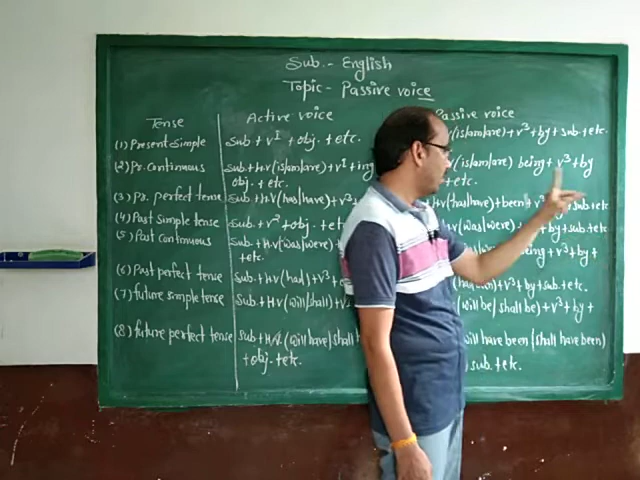 Sub. - English
Topic - Passive voice
Tense Active voice Passive voice
(1) Present simple Sub + v1 + obj. + etc. v(is/am/are) + v3 + by + sub. + etc.
(2) Pr. Continuous Sub. + H.v (is/am/are) + v1 + ing v(is/am/are) being + v3 + by
obj. + etc. + etc.
(3) Pr. perfect tense Sub. + H.v (has/have) + v3 H.v (has/have) + been + v3 sub + etc
(4) Past Simple tense Sub + v2 + obj. + et v (was/were) by + sub + etc
(5) Past Continuous Sub + H.v (was/were) eing + v3 + by +
etc.
(6) Past perfect tense Sub. + H.v (had) + v3 + v3 + by + sub. + etc.
(7) future simple tense Sub + H.v (will/shall) + v (will be/shall be) + v3 + by +
(8) future perfect tense Sub + H.v (will have/shall h will have been/shall have been)
+ obj. + etc. sub. + etc.